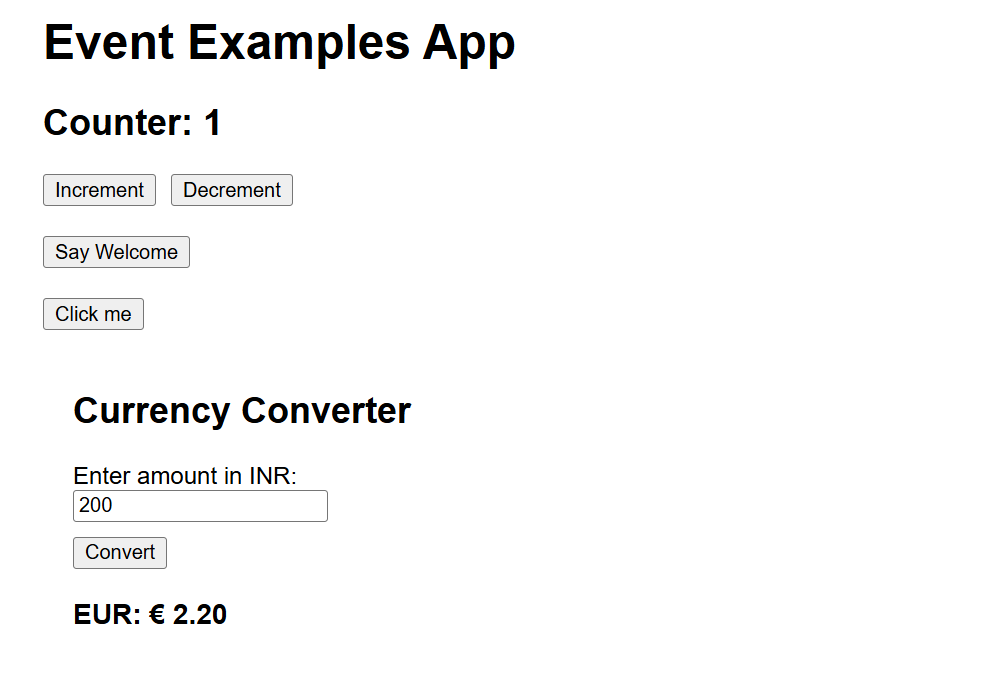 Event Examples App
Counter: 1
Increment Decrement
Say Welcome
Click me
Currency Converter
Enter amount in INR:
200
Convert
EUR: € 2.20